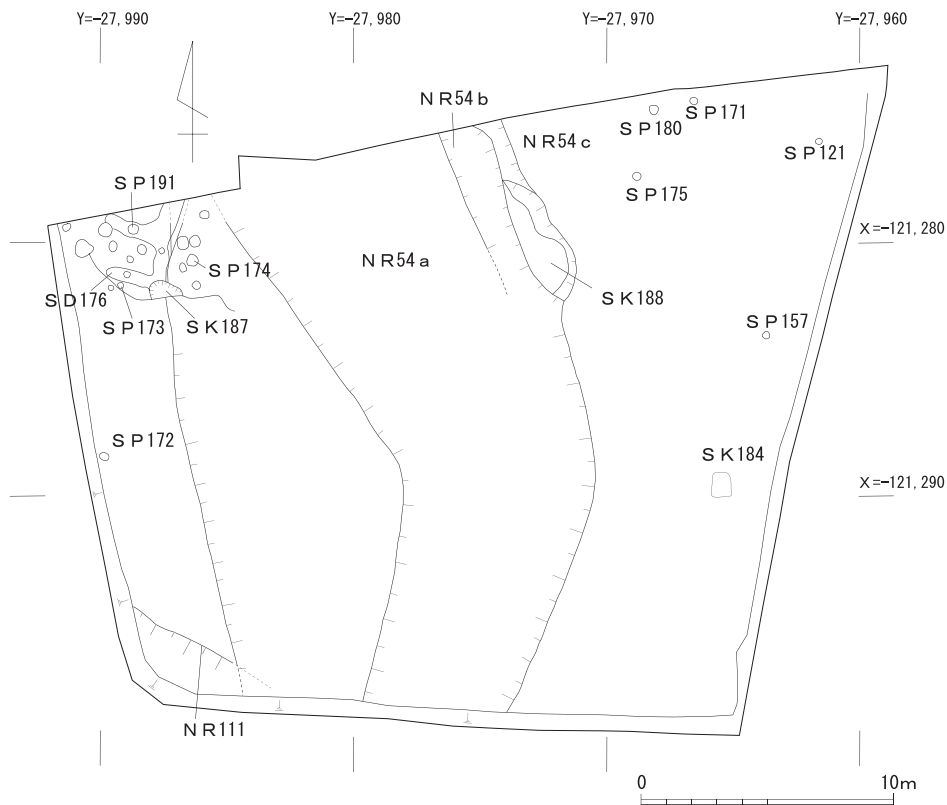 Y=-27,990
Y=-27,980
Y=-27,970
Y=-27,960
NR54b
SP171
SP180
NR54c
SP121
SP191
SP175
X=-121,280
NR54a
SP174
SD176
SK188
SP173
SK187
SP157
SP172
SK184
X=-121,290
NR111
0
10m